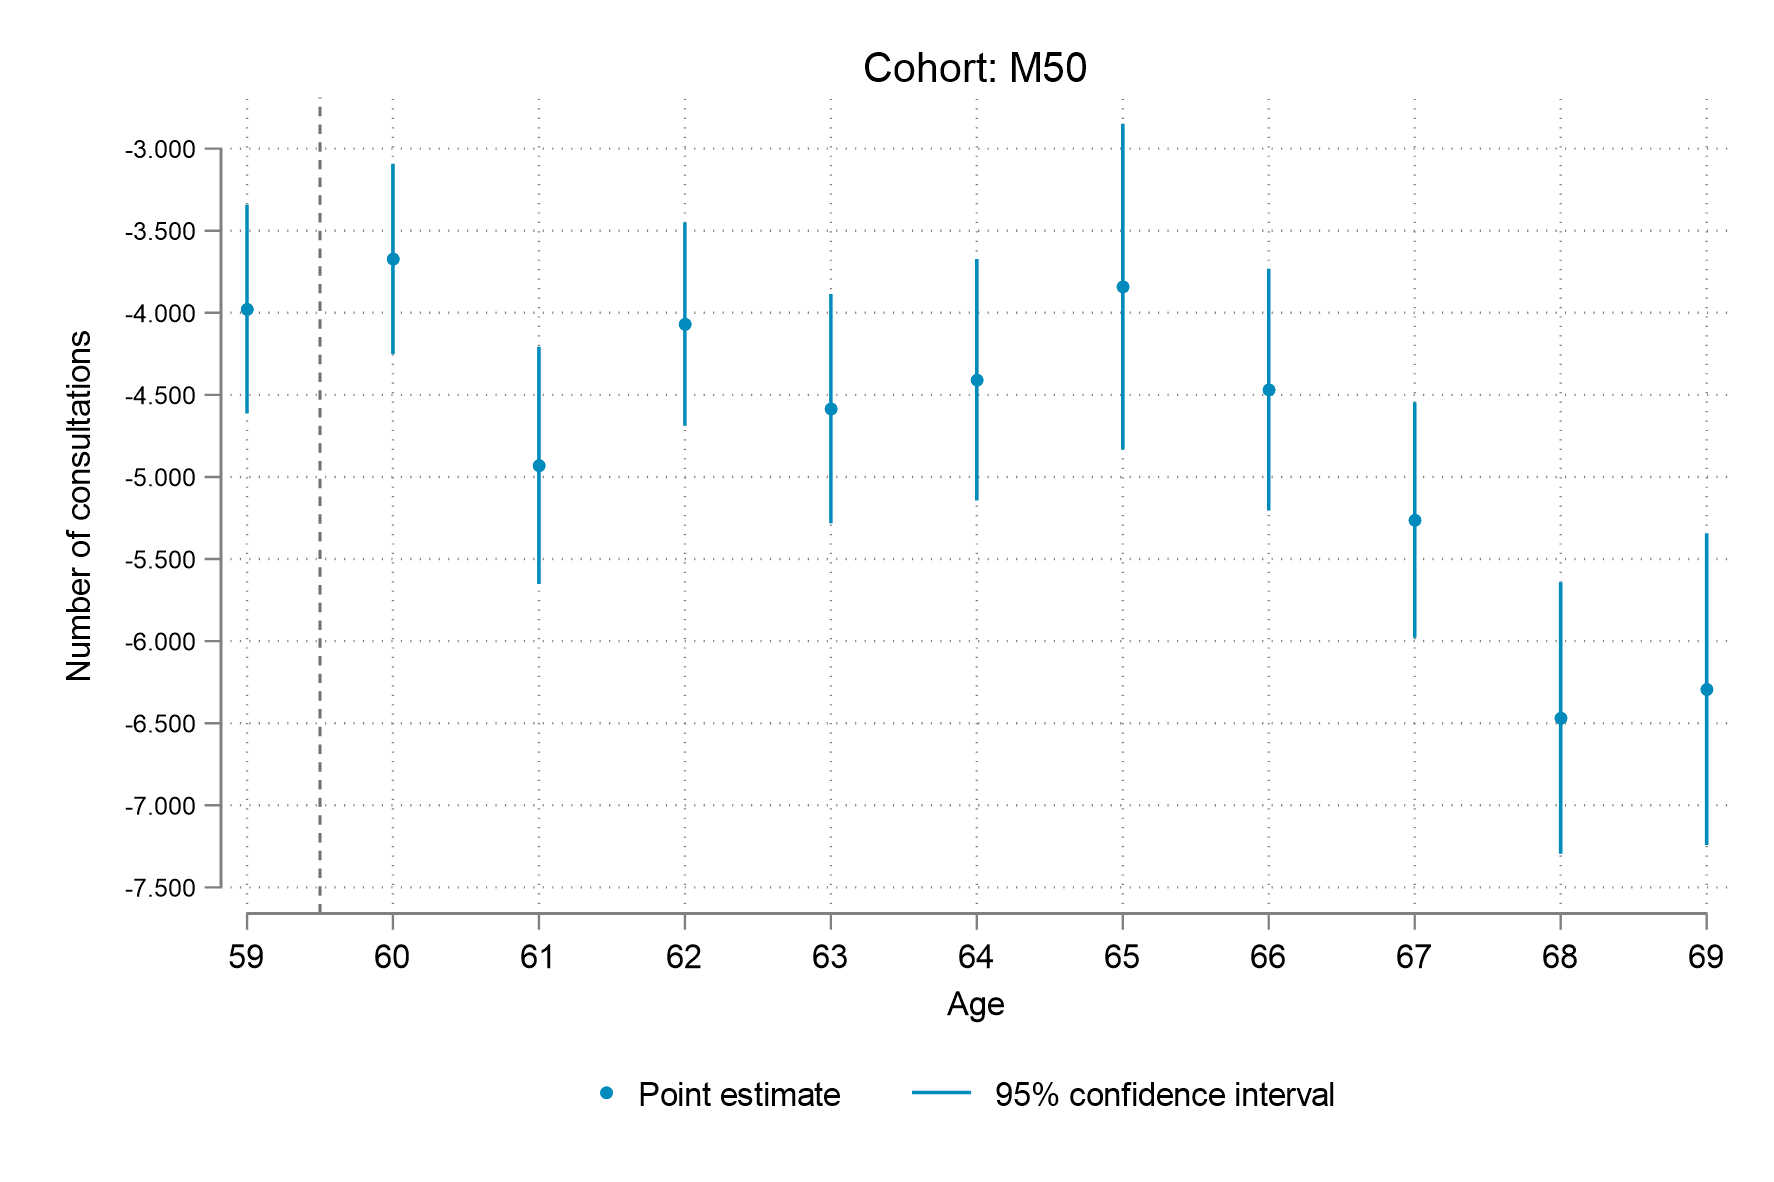 Cohort: M50
Number of consultations
-3.000
-3.500
-4.000
-4.500
-5.000
-5.500
-6.000
-6.500
-7.000
-7.500
59 60 61 62 63 64 65 66 67 68 69
Age
Point estimate 95% confidence interval